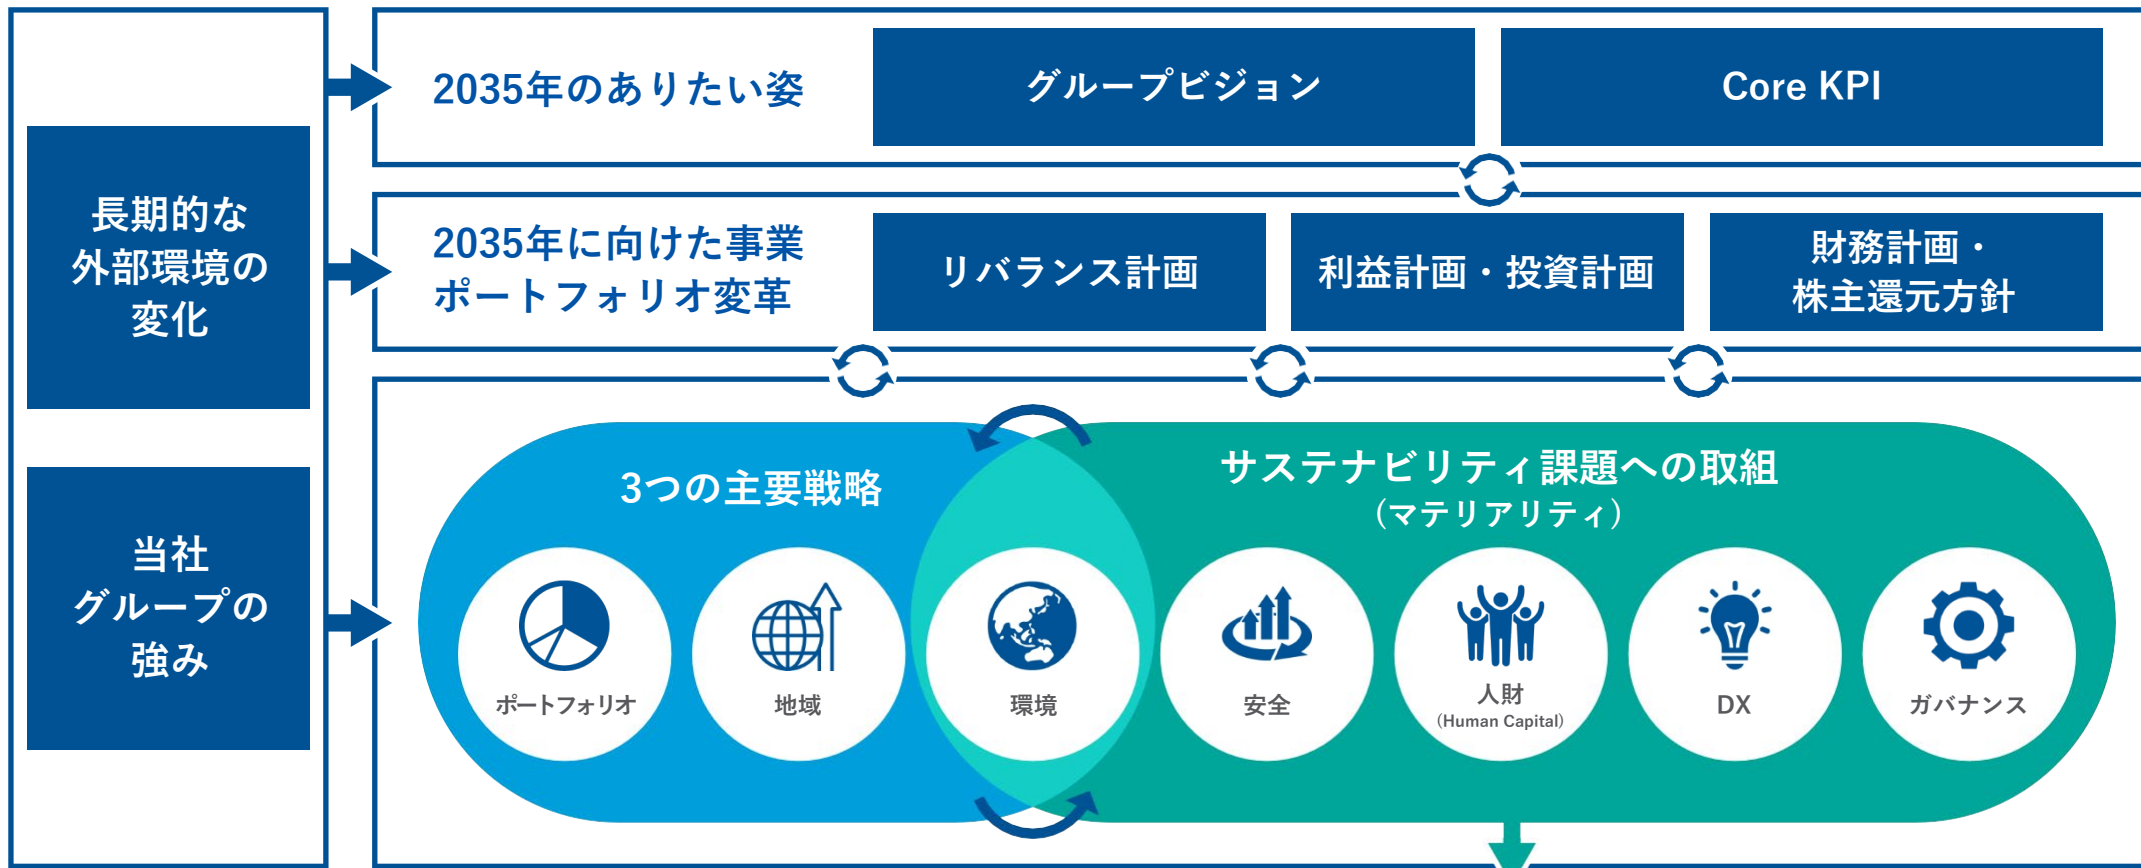 長期的な
外部環境の
変化
当社
グループの
強み
2035年のありたい姿
グループビジョン
Core KPI
2035年に向けた事業
ポートフォリオ変革
リバランス計画
利益計画・投資計画
財務計画・
株主還元方針
3つの主要戦略
サステナビリティ課題への取組
(マテリアリティ)
ポートフォリオ
地域
環境
安全
人財
(Human Capital)
DX
ガバナンス